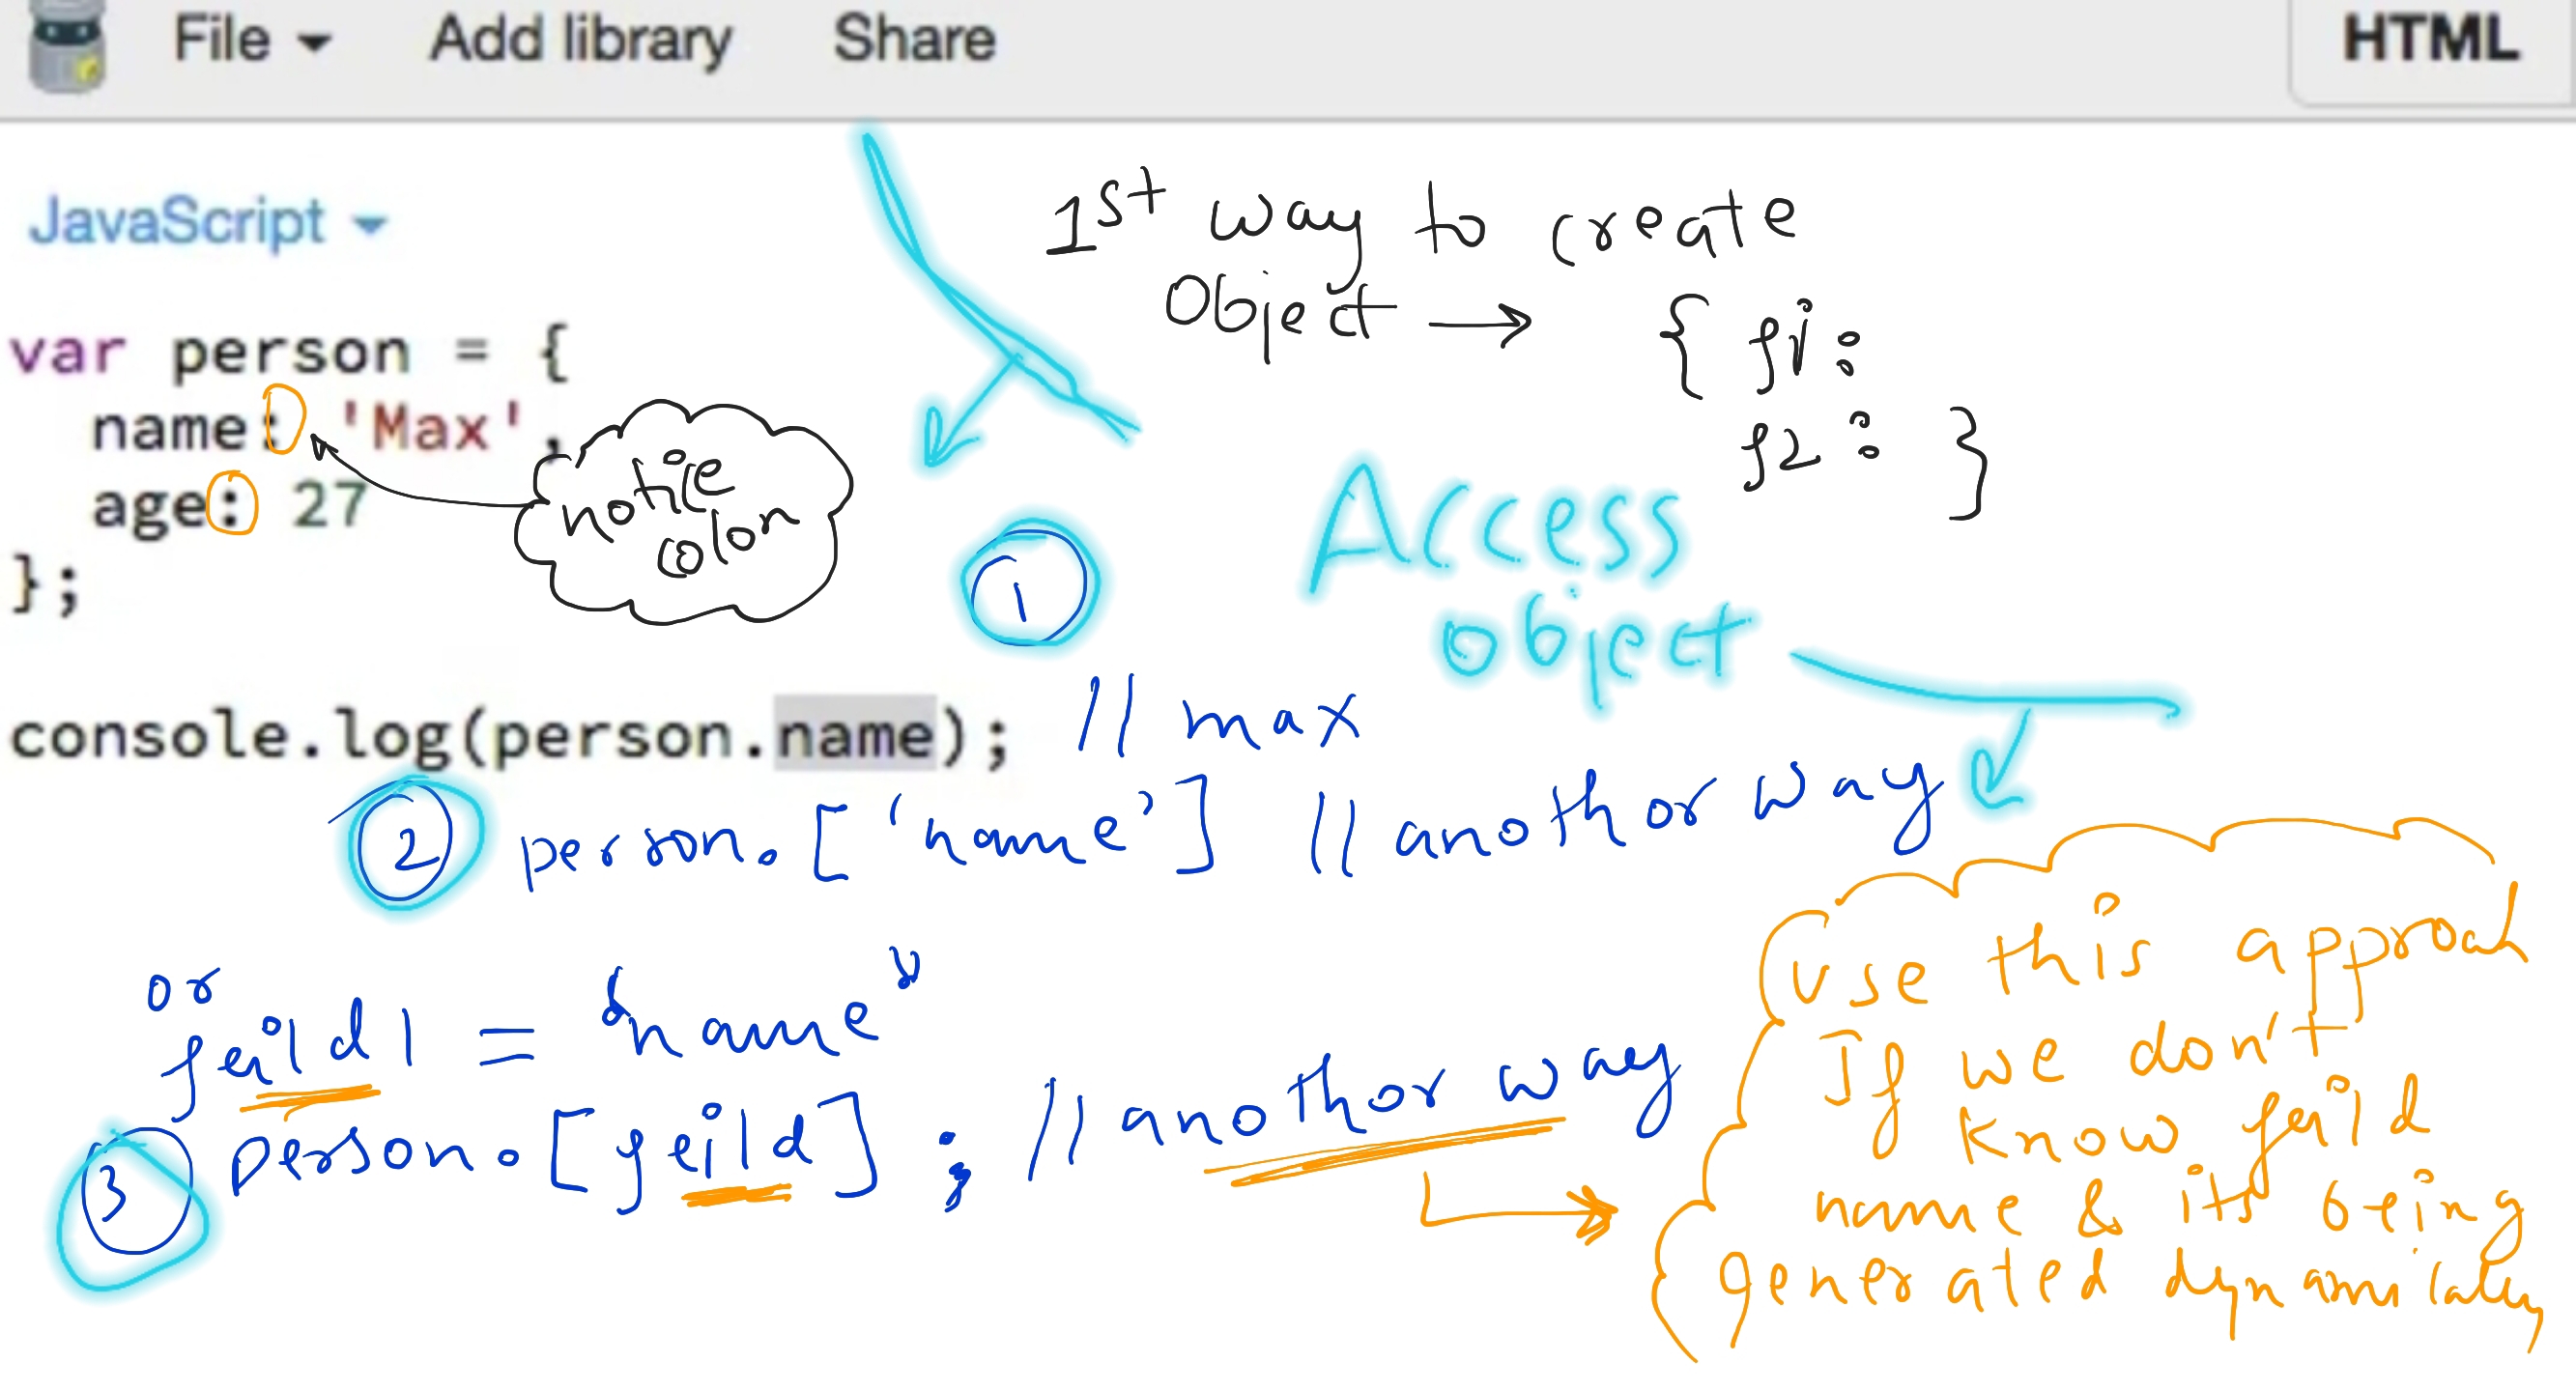 File Add library Share HTML
JavaScript
1st way to create
Object → { f1:
f2: }
var person = {
name: 'Max',
age: 27
};
notice
colon
1
Access
object
console.log(person.name); // max
2 person.['name'] // anothor way
or
feild1 = "name"
3 person.[feild]; // anothor way
Use this approach
If we don't
know feild
name & its being
generated dynamically